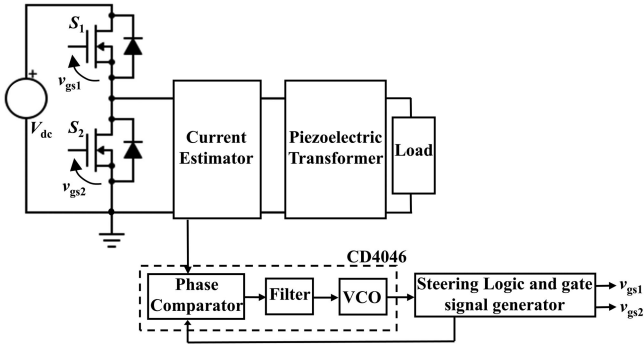 S1
+
vgs1
Vdc
S2
vgs2
Current
Estimator
Piezoelectric
Transformer
Load
CD4046
Phase
Comparator
Filter
VCO
Steering Logic and gate
signal generator
vgs1
vgs2